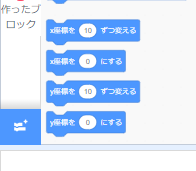 作ったブ
ロック
x座標を 10 ずつ変える
x座標を 0 にする
y座標を 10 ずつ変える
y座標を 0 にする